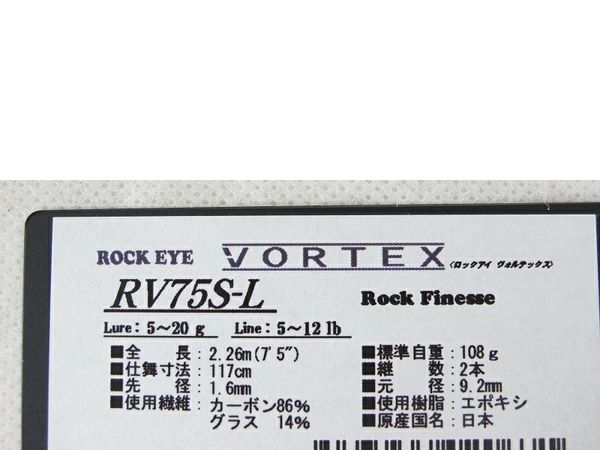 ROCK EYE VORTEX 〈ロックアイ ヴォルテックス〉
RV75S-L Rock Finesse
Lure: 5～20 g Line: 5～12 lb
■全長：2.26m(7'5") ■標準自重：108g
■仕舞寸法：117cm ■継数：2本
■先径：1.6mm ■元径：9.2mm
■使用繊維：カーボン86% ■使用樹脂：エポキシ
グラス 14% ■原産国名：日本